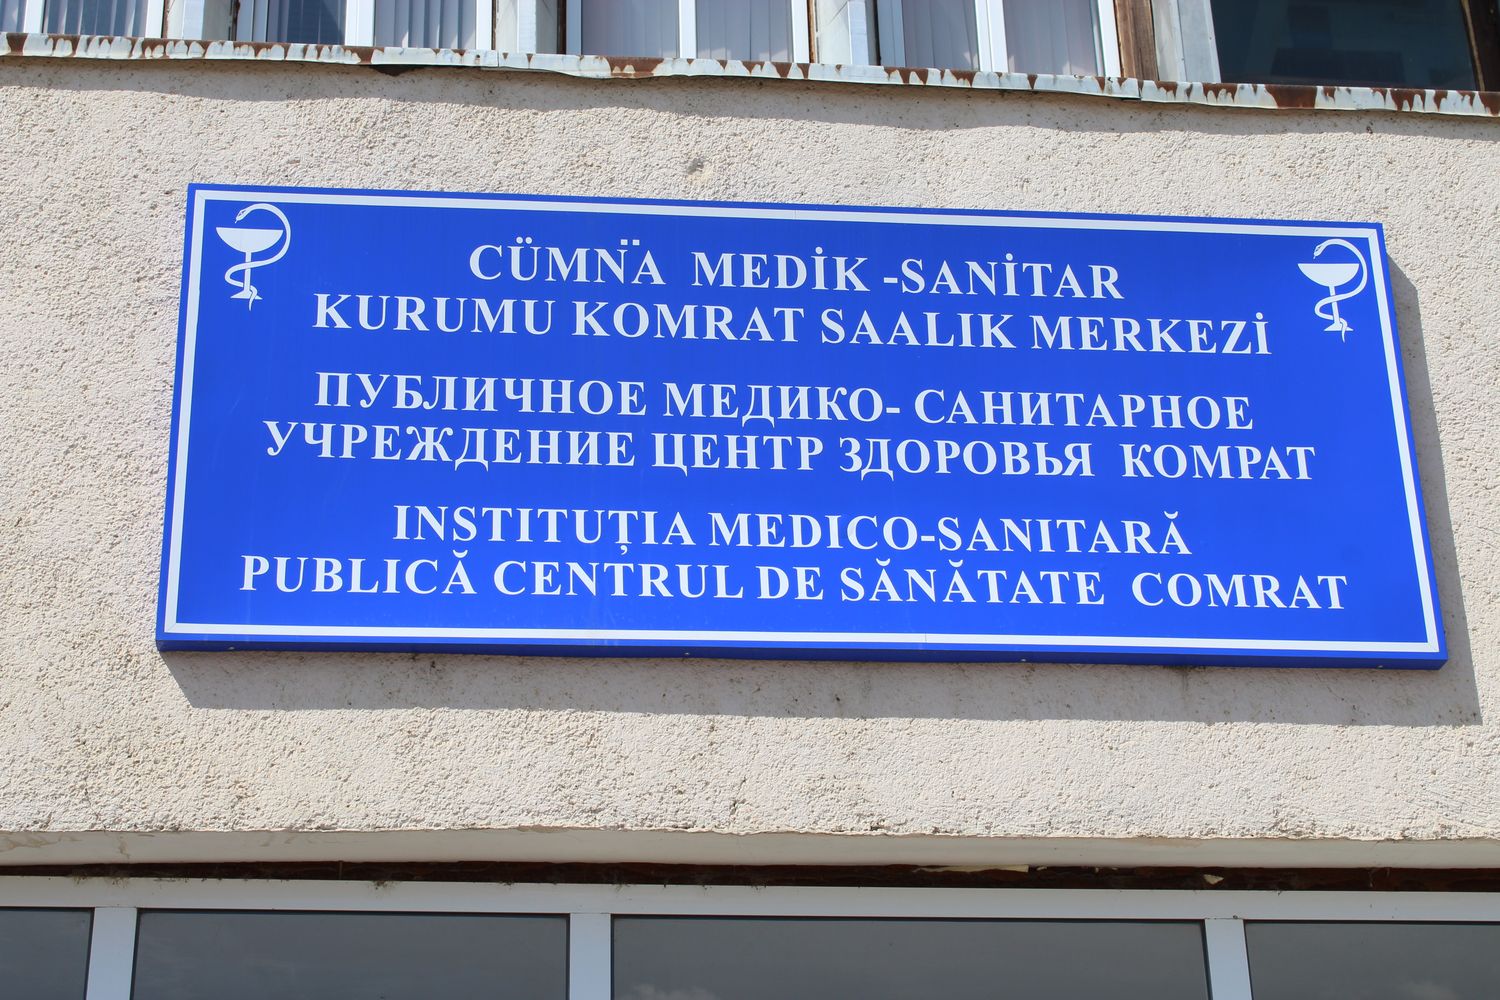 CÜMNÄ MEDİK -SANİTAR
KURUMU KOMRAT SAALIK MERKEZİ
ПУБЛИЧНОЕ МЕДИКО- САНИТАРНОЕ
УЧРЕЖДЕНИЕ ЦЕНТР ЗДОРОВЬЯ КОМРАТ
INSTITUȚIA MEDICO-SANITARĂ
PUBLICĂ CENTRUL DE SĂNĂTATE COMRAT